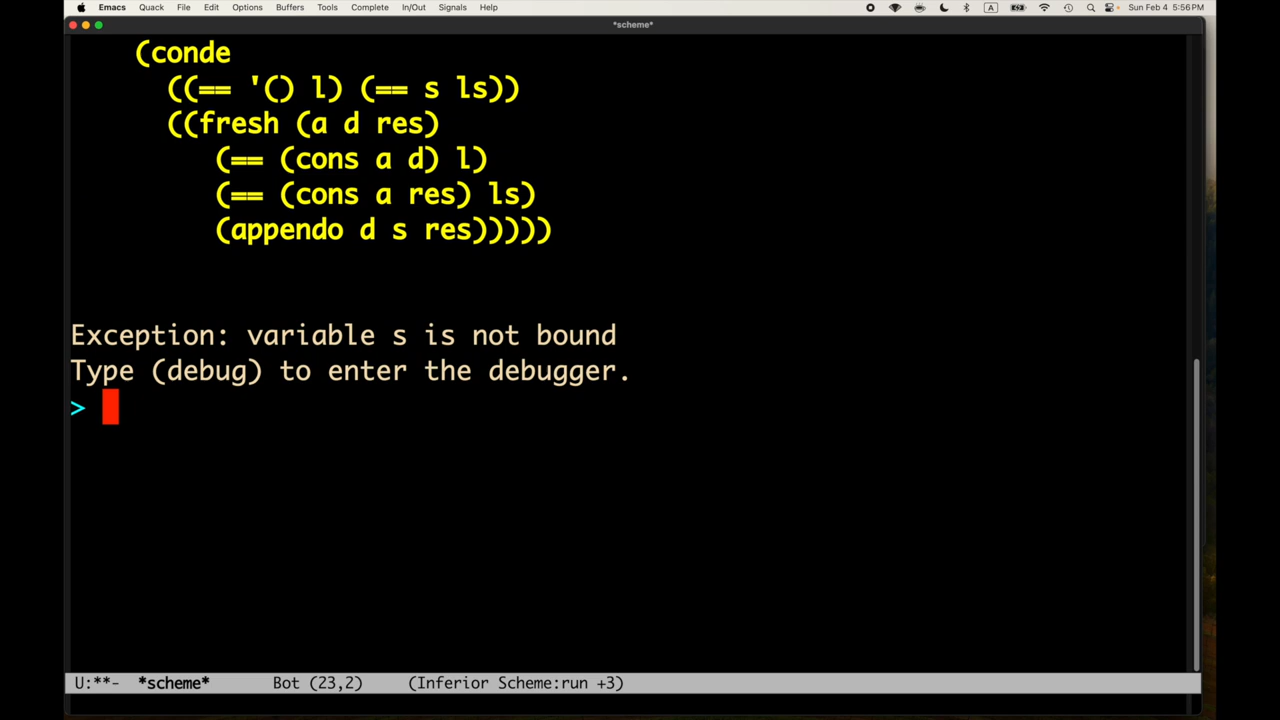 Emacs Quack File Edit Options Buffers Tools Complete In/Out Signals Help A Sun Feb 4 5:56 PM
*scheme*
(conde
((== '() l) (== s ls))
((fresh (a d res)
(== (cons a d) l)
(== (cons a res) ls)
(appendo d s res)))))
Exception: variable s is not bound
Type (debug) to enter the debugger.
>
U:**- *scheme* Bot (23,2) (Inferior Scheme:run +3)